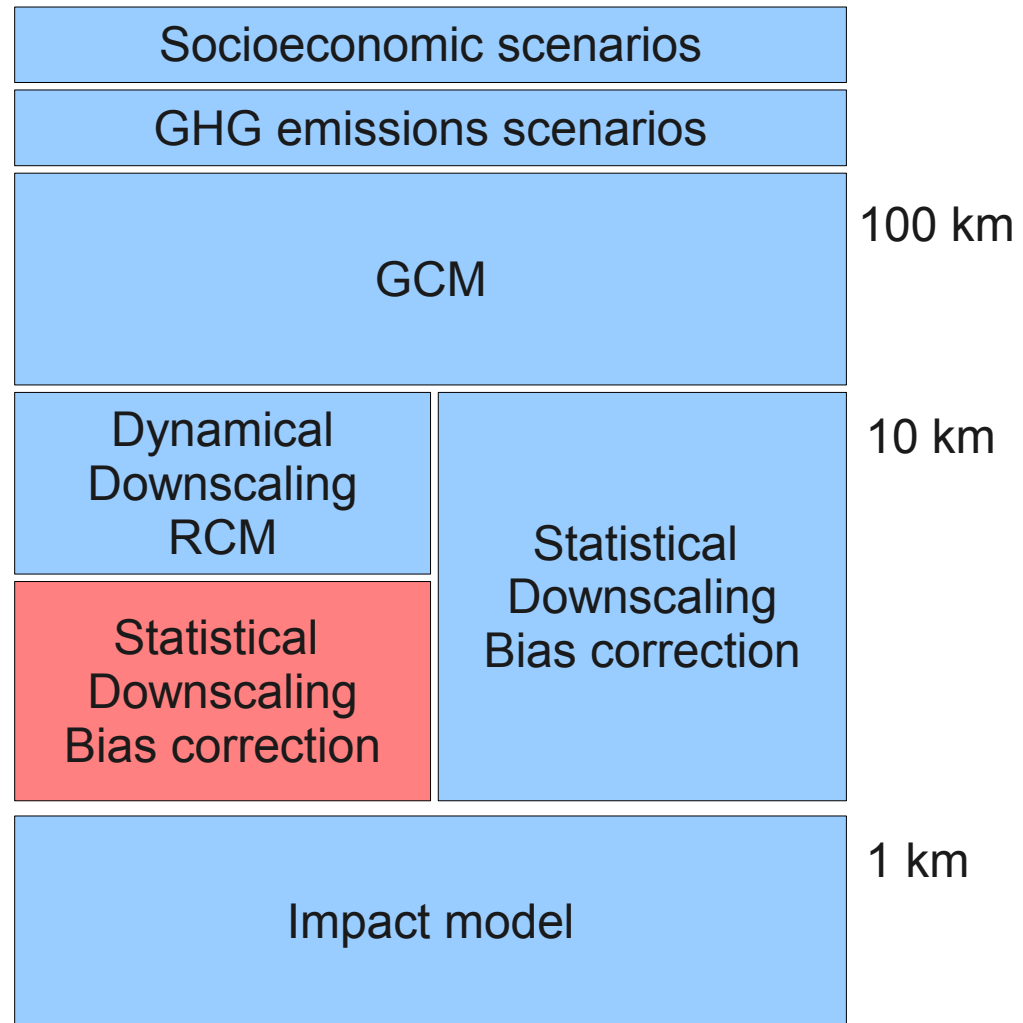 Socioeconomic scenarios
GHG emissions scenarios
GCM
100 km
Dynamical
Downscaling
RCM
10 km
Statistical
Downscaling
Bias correction
Statistical
Downscaling
Bias correction
1 km
Impact model